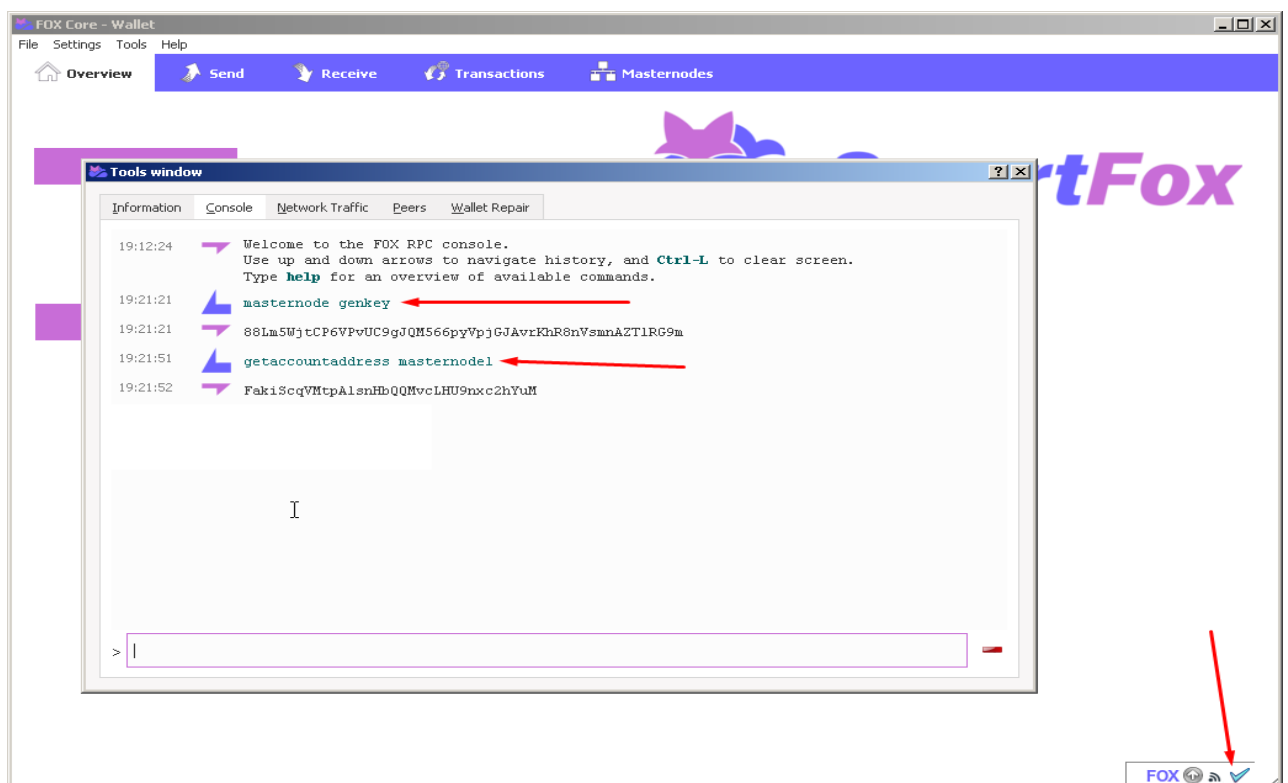 FOX Core - Wallet
File Settings Tools Help
Overview Send Receive Transactions Masternodes
tFox
Tools window
Information Console Network Traffic Peers Wallet Repair
19:12:24 Welcome to the FOX RPC console.
Use up and down arrows to navigate history, and Ctrl-L to clear screen.
Type help for an overview of available commands.
19:21:21 masternode genkey
19:21:21 88Lm5WjtCP6VPvUC9gJQM566pyVpjGJAvrKhR8nVsmnAZT1RG9m
19:21:51 getaccountaddress masternode1
19:21:52 FakiScqVMtpA1snHbQQMvcLHU9nxc2hYuM
>
FOX